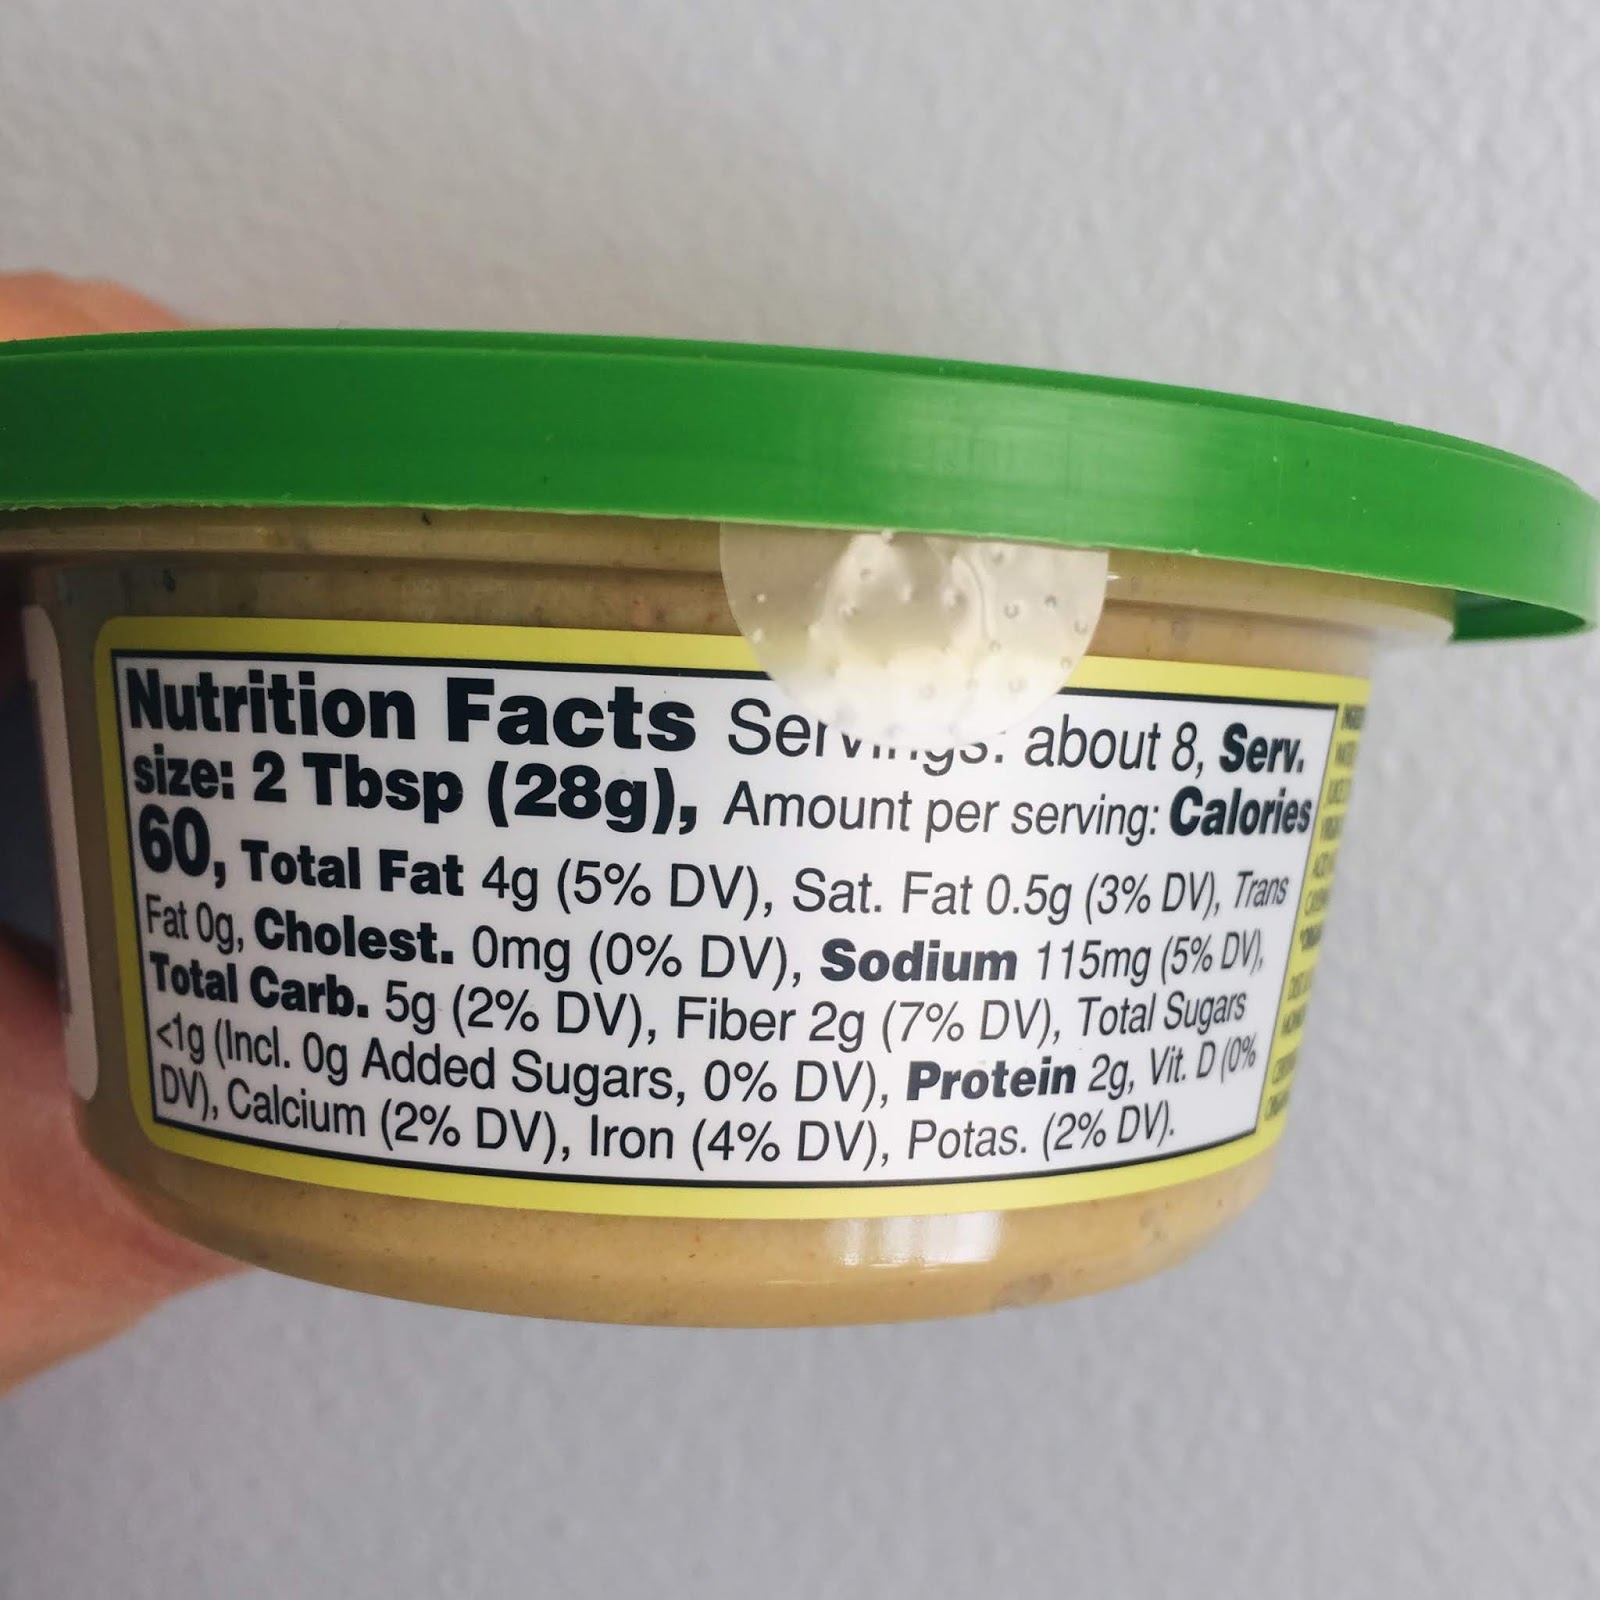 Nutrition Facts Servings: about 8, Serv.
size: 2 Tbsp (28g), Amount per serving: Calories
60, Total Fat 4g (5% DV), Sat. Fat 0.5g (3% DV), Trans
Fat 0g, Cholest. 0mg (0% DV), Sodium 115mg (5% DV),
Total Carb. 5g (2% DV), Fiber 2g (7% DV), Total Sugars
<1g (Incl. 0g Added Sugars, 0% DV), Protein 2g, Vit. D (0%
DV), Calcium (2% DV), Iron (4% DV), Potas. (2% DV).